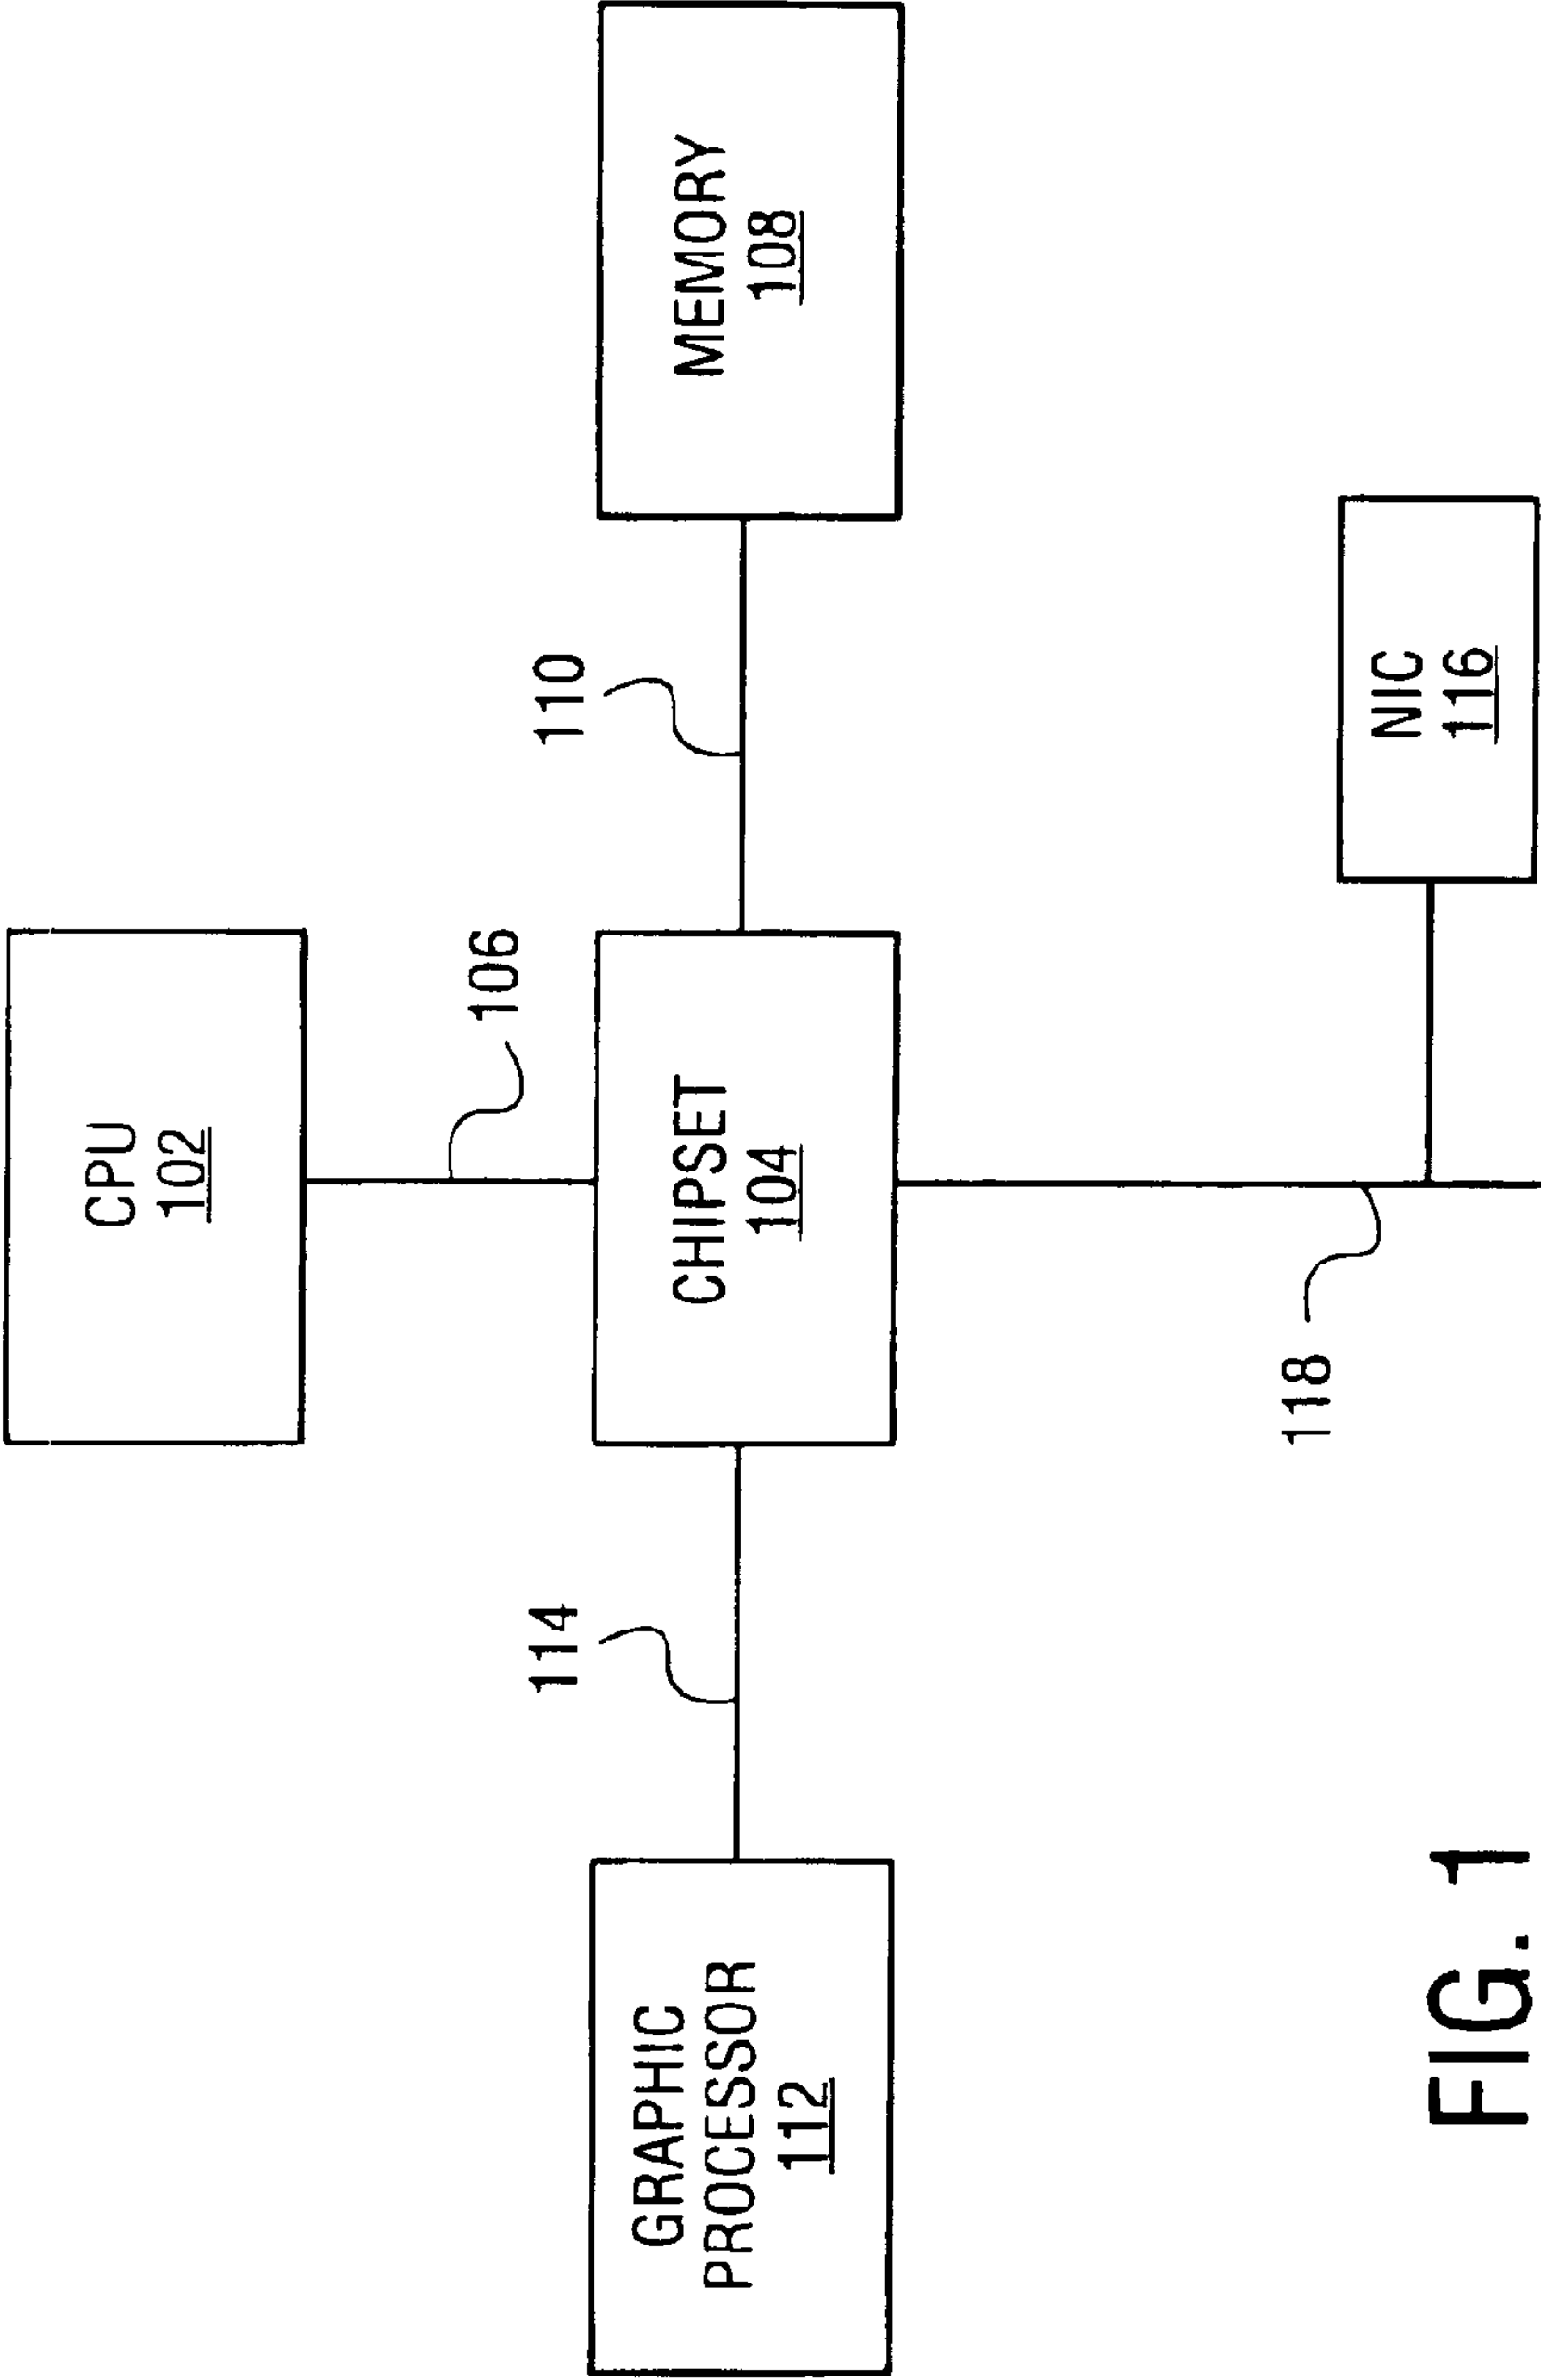 CPU
102
106
GRAPHIC
PROCESSOR
112
114
CHIPSET
104
110
MEMORY
108
118
NIC
116
FIG. 1